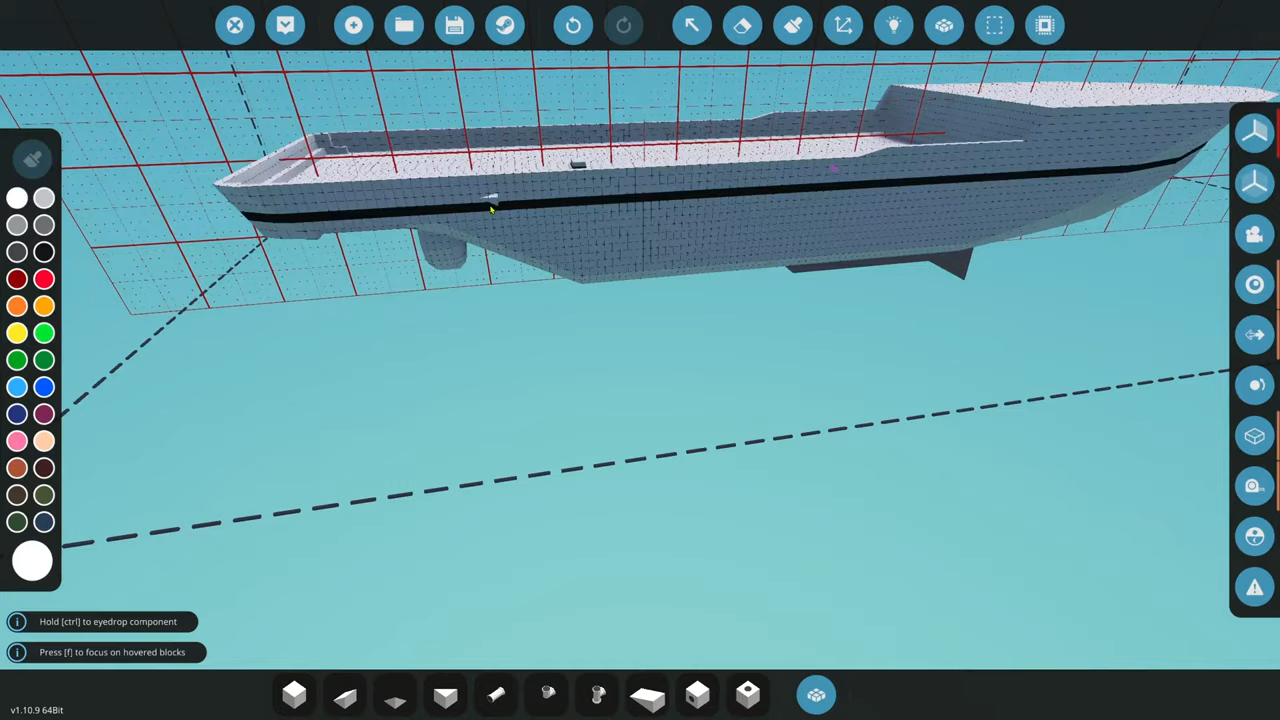 Hold [ctrl] to eyedrop component
Press [f] to focus on hovered blocks
v1.10.9 64Bit